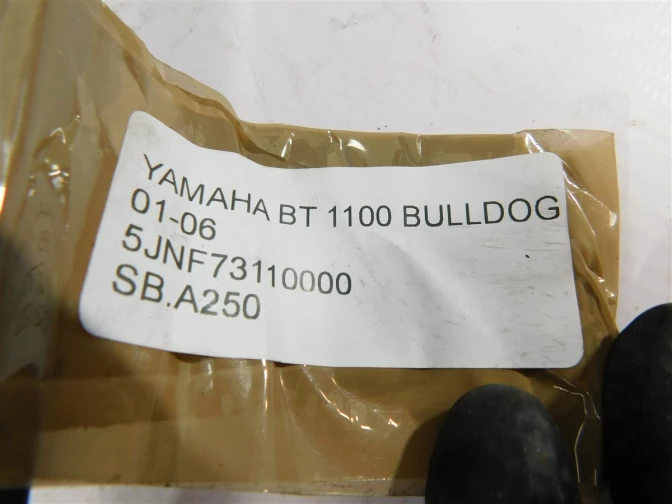 YAMAHA BT 1100 BULLDOG
01-06
5JNF73110000
SB.A250